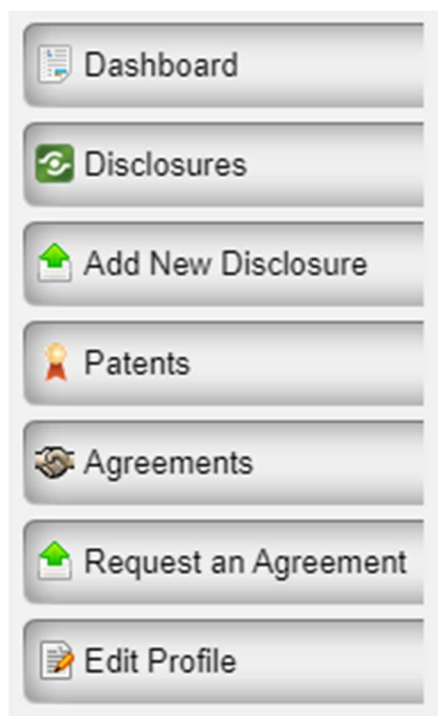 Dashboard
Disclosures
Add New Disclosure
Patents
Agreements
Request an Agreement
Edit Profile